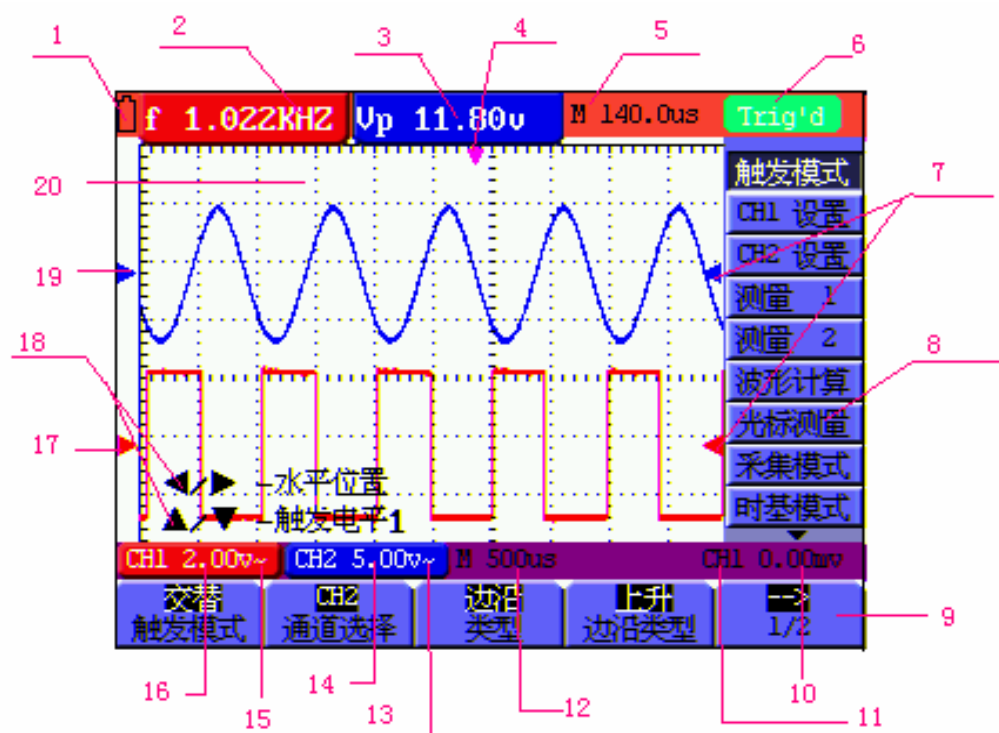 1 2 3 4 5 6
f 1.022KHZ Vp 11.80v M 140.0us Trig'd
触发模式
7
20
CH1 设置
CH2 设置
19
测量 1
测量 2
18
8
波形计算
光标测量
17
采集模式
◀/▶ -水平位置
时基模式
▲/▼ -触发电平1
CH1 2.00v~ CH2 5.00v~ M 500us CH1 0.00mv
交替 CH2 边沿 上升 -->
触发模式 通道选择 类型 边沿类型 1/2
9
16 15 14 13 12 11 10